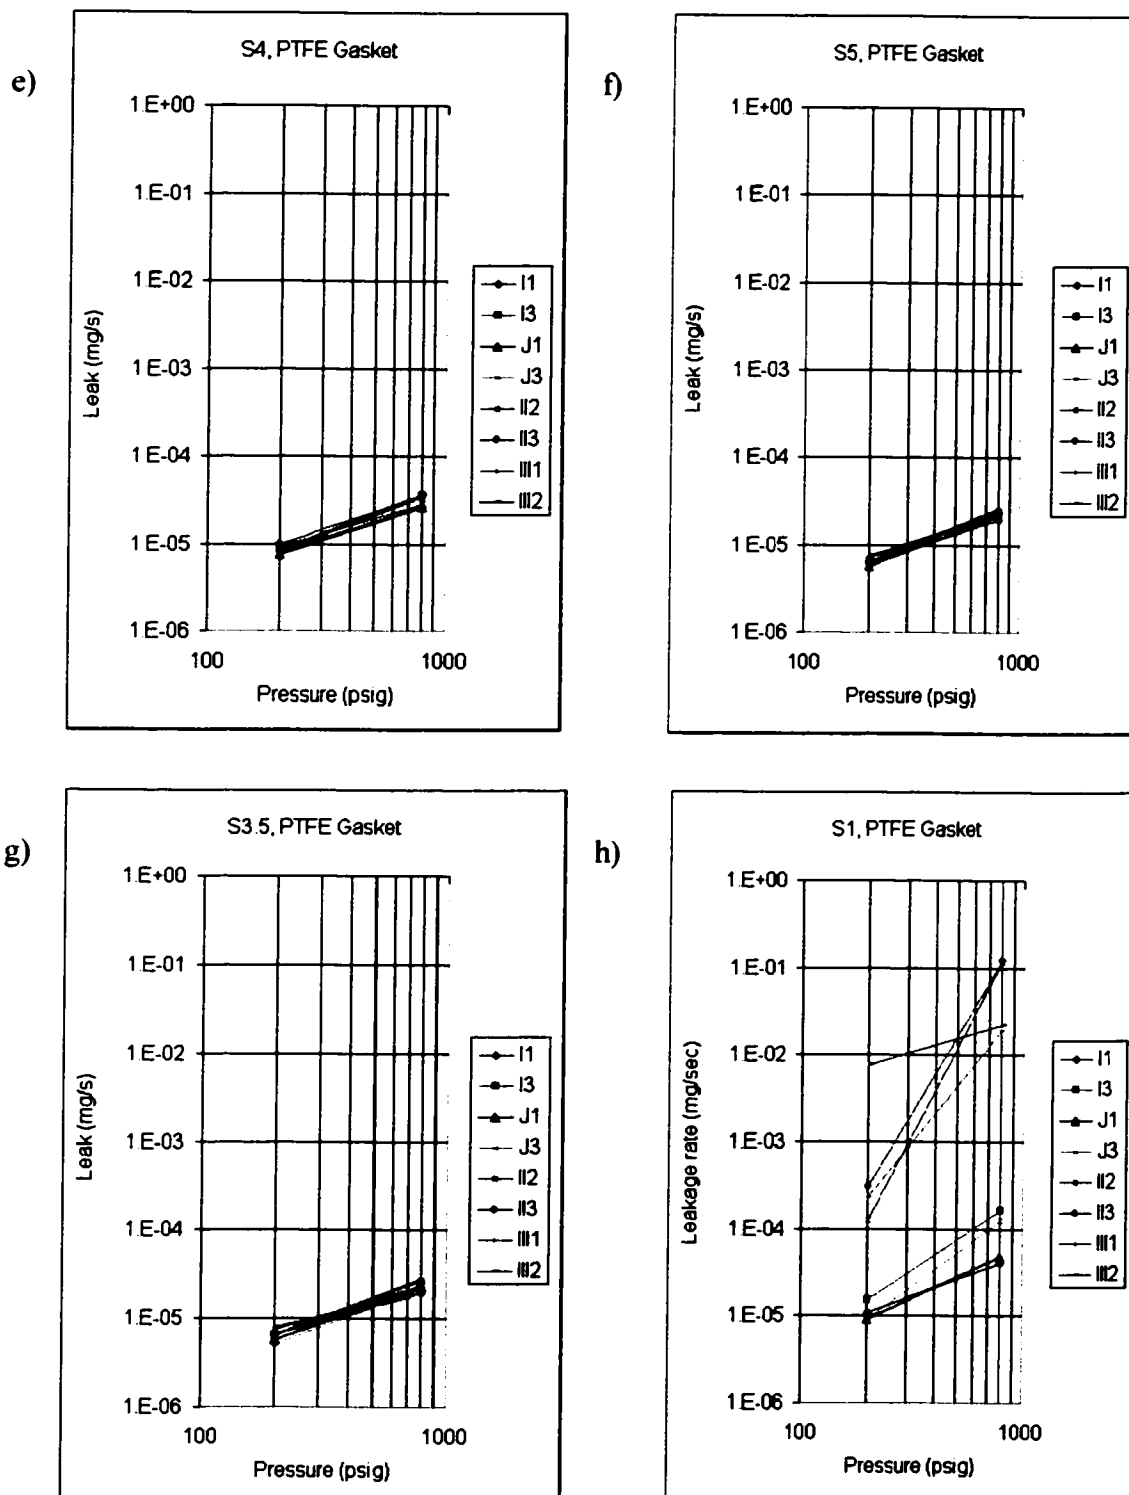 e)
S4, PTFE Gasket
1.E+00
1.E-01
1.E-02
1.E-03
1.E-04
1.E-05
1.E-06
Leak (mg/s)
100 1000
Pressure (psig)
I1
I3
J1
J3
II2
II3
III1
III2
f)
S5, PTFE Gasket
1.E+00
1.E-01
1.E-02
1.E-03
1.E-04
1.E-05
1.E-06
Leak (mg/s)
100 1000
Pressure (psig)
I1
I3
J1
J3
II2
II3
III1
III2
g)
S3.5, PTFE Gasket
1.E+00
1.E-01
1.E-02
1.E-03
1.E-04
1.E-05
1.E-06
Leak (mg/s)
100 1000
Pressure (psig)
I1
I3
J1
J3
II2
II3
III1
III2
h)
S1, PTFE Gasket
1.E+00
1.E-01
1.E-02
1.E-03
1.E-04
1.E-05
1.E-06
Leakage rate (mg/sec)
100 1000
Pressure (psig)
I1
I3
J1
J3
II2
II3
III1
III2